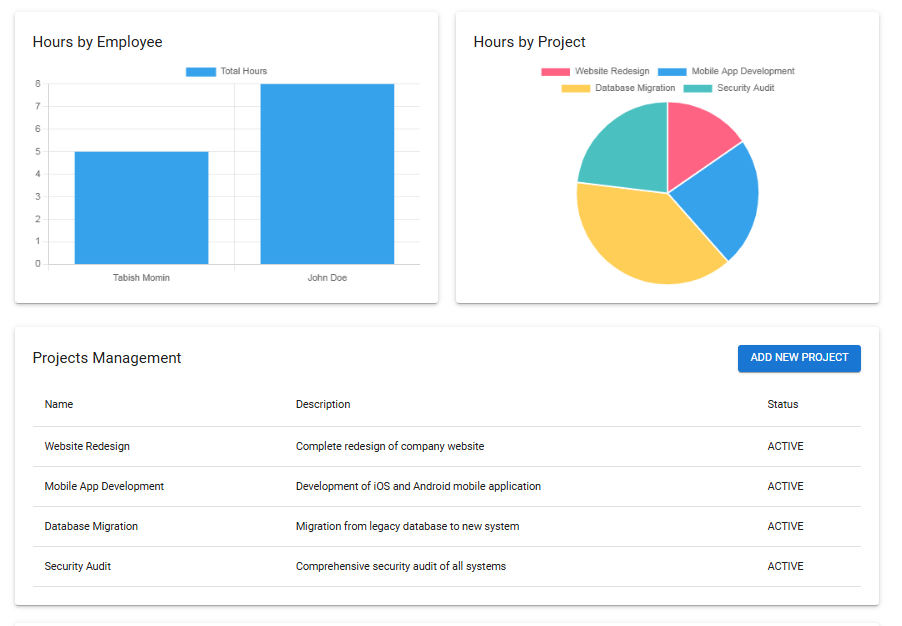 Hours by Employee
Total Hours
8
7
6
5
4
3
2
1
0
Tabish Momin John Doe
Hours by Project
Website Redesign Mobile App Development
Database Migration Security Audit
Projects Management ADD NEW PROJECT
Name Description Status
Website Redesign Complete redesign of company website ACTIVE
Mobile App Development Development of iOS and Android mobile application ACTIVE
Database Migration Migration from legacy database to new system ACTIVE
Security Audit Comprehensive security audit of all systems ACTIVE